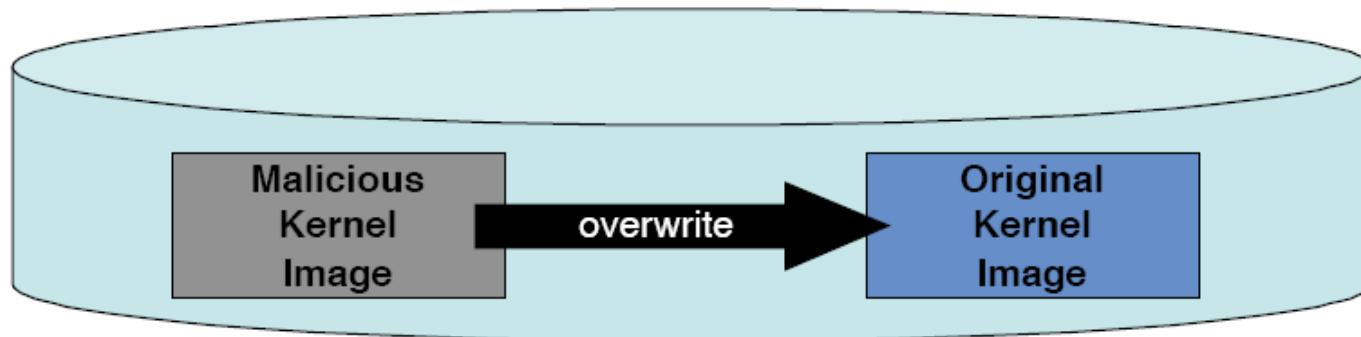 Malicious
Kernel
Image
overwrite
Original
Kernel
Image